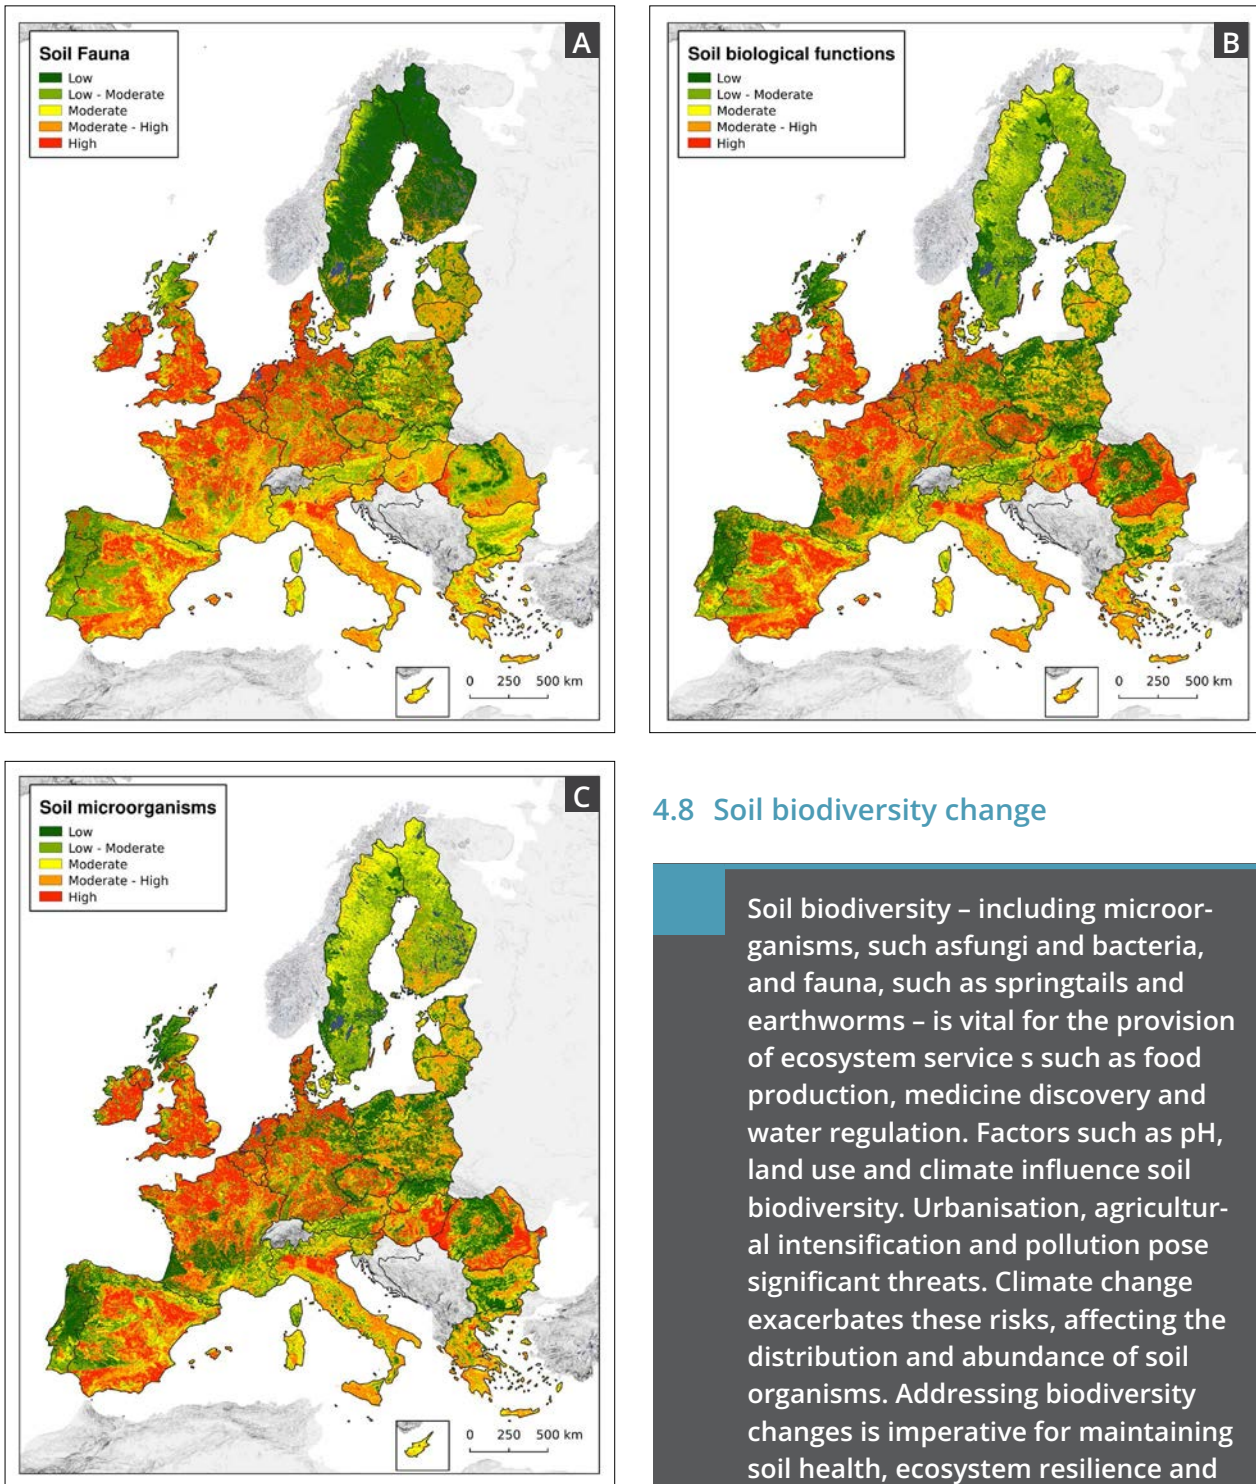 A
Soil Fauna
Low
Low - Moderate
Moderate
Moderate - High
High
0 250 500 km
B
Soil biological functions
Low
Low - Moderate
Moderate
Moderate - High
High
0 250 500 km
C
Soil microorganisms
Low
Low - Moderate
Moderate
Moderate - High
High
0 250 500 km
4.8 Soil biodiversity change
Soil biodiversity – including microor-
ganisms, such asfungi and bacteria,
and fauna, such as springtails and
earthworms – is vital for the provision
of ecosystem service s such as food
production, medicine discovery and
water regulation. Factors such as pH,
land use and climate influence soil
biodiversity. Urbanisation, agricultur-
al intensification and pollution pose
significant threats. Climate change
exacerbates these risks, affecting the
distribution and abundance of soil
organisms. Addressing biodiversity
changes is imperative for maintaining
soil health, ecosystem resilience and